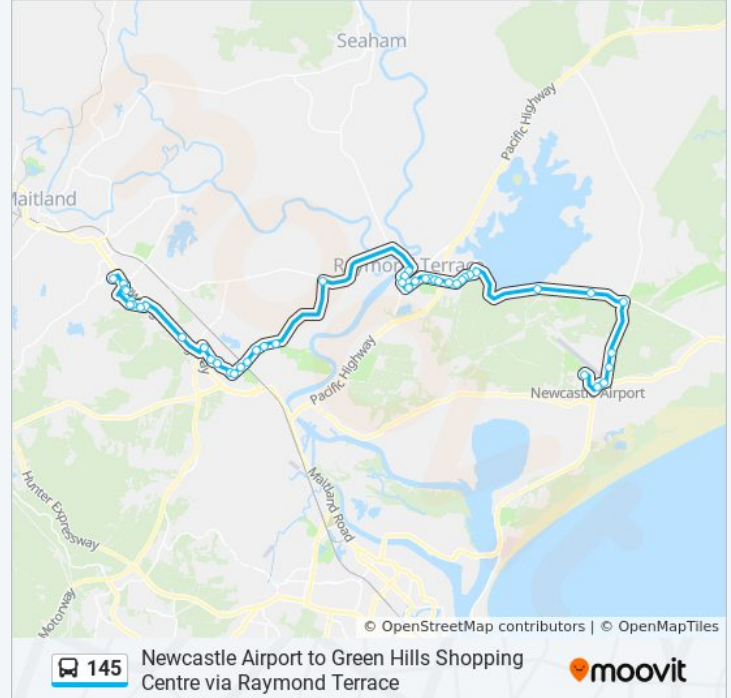 Seaham
Pacific Highway
Maitland
Raymond Terrace
Pacific Highway
Newcastle Airport
Maitland Road
Hunter Expressway
Motorway
© OpenStreetMap contributors | © OpenMapTiles
145
Newcastle Airport to Green Hills Shopping
Centre via Raymond Terrace
moovit